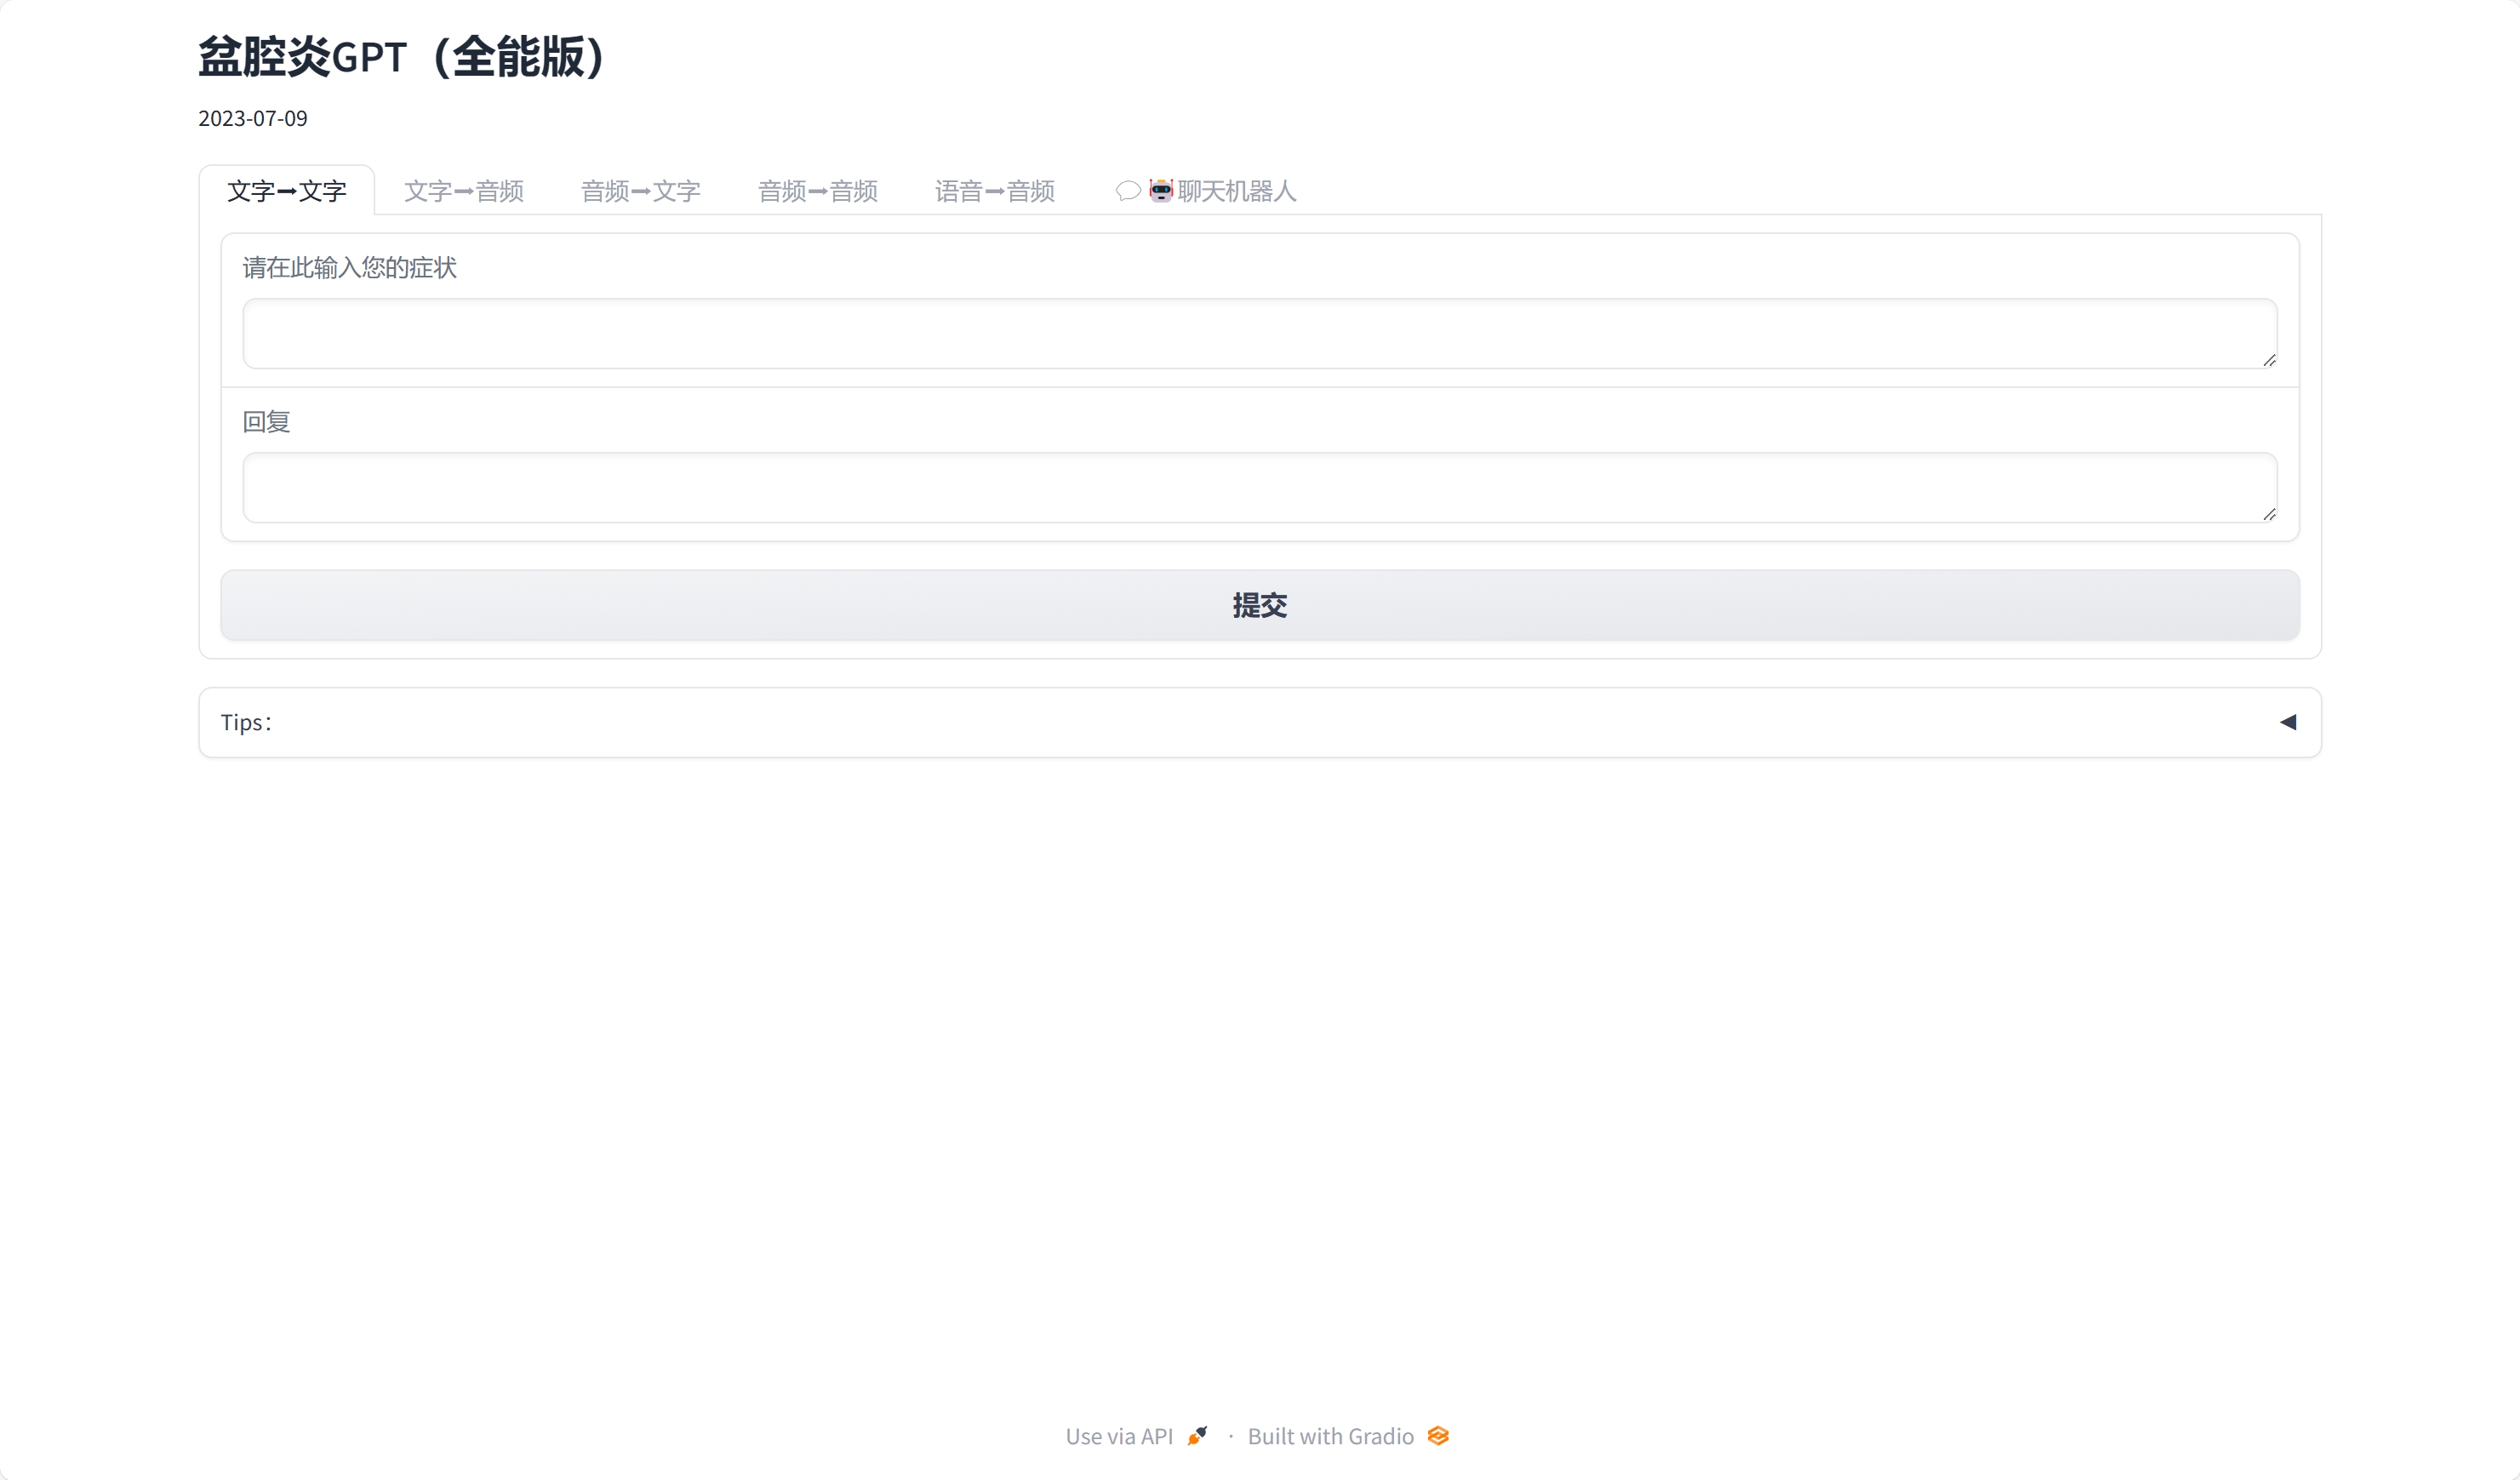 盆腔炎GPT（全能版）
2023-07-09
文字➡文字 文字➡音频 音频➡文字 音频➡音频 语音➡音频 💬🤖聊天机器人
请在此输入您的症状
回复
提交
Tips：
Use via API · Built with Gradio